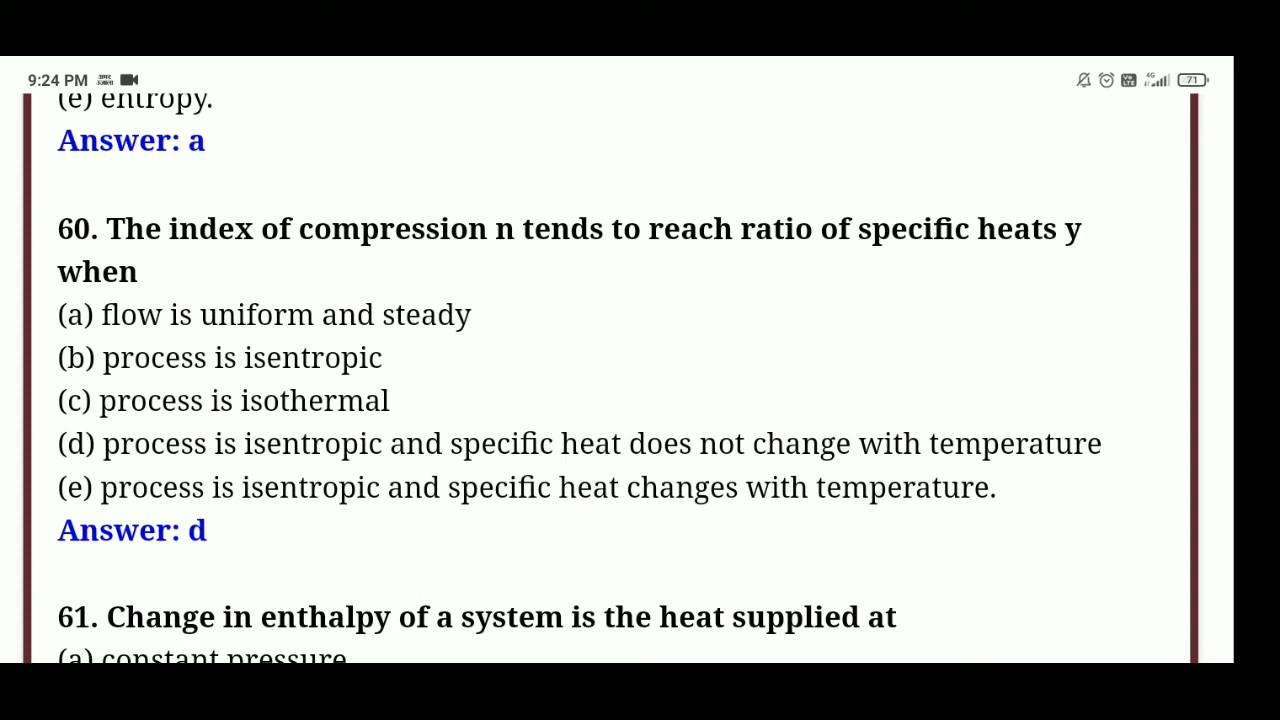 9:24 PM
4G
71
(e) entropy.
Answer: a
60. The index of compression n tends to reach ratio of specific heats y
when
(a) flow is uniform and steady
(b) process is isentropic
(c) process is isothermal
(d) process is isentropic and specific heat does not change with temperature
(e) process is isentropic and specific heat changes with temperature.
Answer: d
61. Change in enthalpy of a system is the heat supplied at
(a) constant pressure